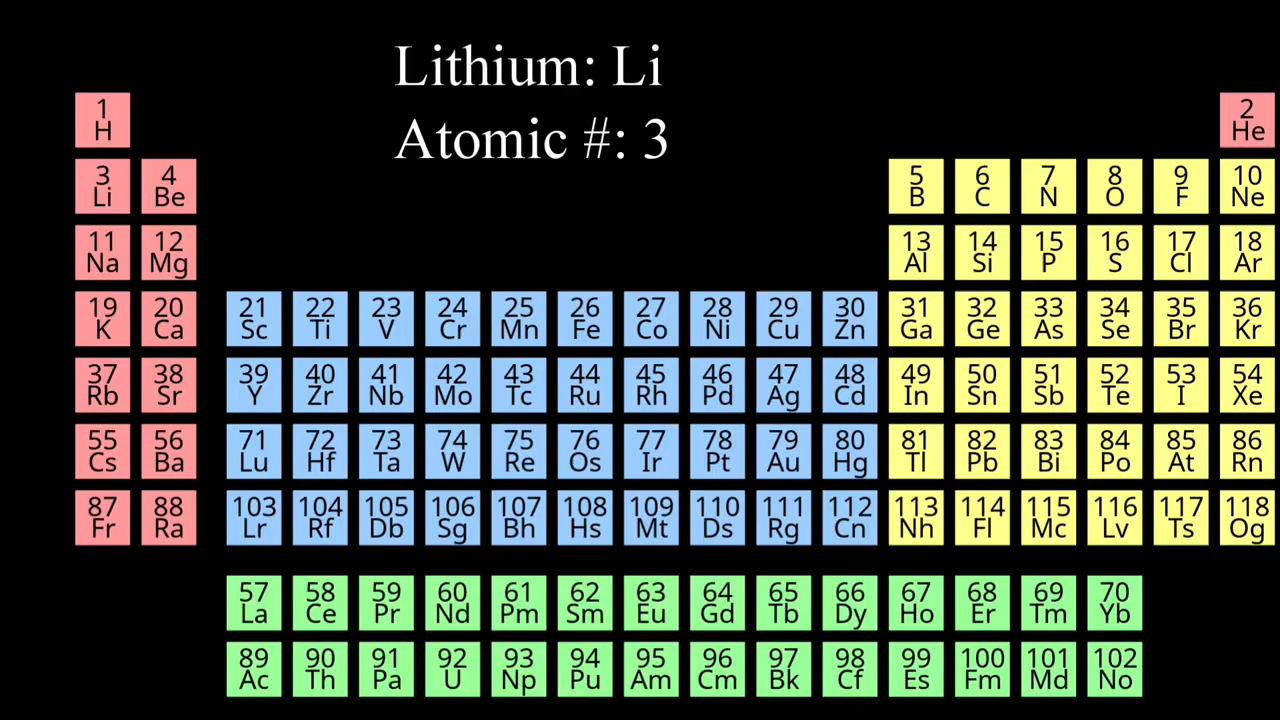 Lithium: Li
Atomic #: 3
1 2
H He
3 4 5 6 7 8 9 10
Li Be B C N O F Ne
11 12 13 14 15 16 17 18
Na Mg Al Si P S Cl Ar
19 20 21 22 23 24 25 26 27 28 29 30 31 32 33 34 35 36
K Ca Sc Ti V Cr Mn Fe Co Ni Cu Zn Ga Ge As Se Br Kr
37 38 39 40 41 42 43 44 45 46 47 48 49 50 51 52 53 54
Rb Sr Y Zr Nb Mo Tc Ru Rh Pd Ag Cd In Sn Sb Te I Xe
55 56 71 72 73 74 75 76 77 78 79 80 81 82 83 84 85 86
Cs Ba Lu Hf Ta W Re Os Ir Pt Au Hg Tl Pb Bi Po At Rn
87 88 103 104 105 106 107 108 109 110 111 112 113 114 115 116 117 118
Fr Ra Lr Rf Db Sg Bh Hs Mt Ds Rg Cn Nh Fl Mc Lv Ts Og
57 58 59 60 61 62 63 64 65 66 67 68 69 70
La Ce Pr Nd Pm Sm Eu Gd Tb Dy Ho Er Tm Yb
89 90 91 92 93 94 95 96 97 98 99 100 101 102
Ac Th Pa U Np Pu Am Cm Bk Cf Es Fm Md No